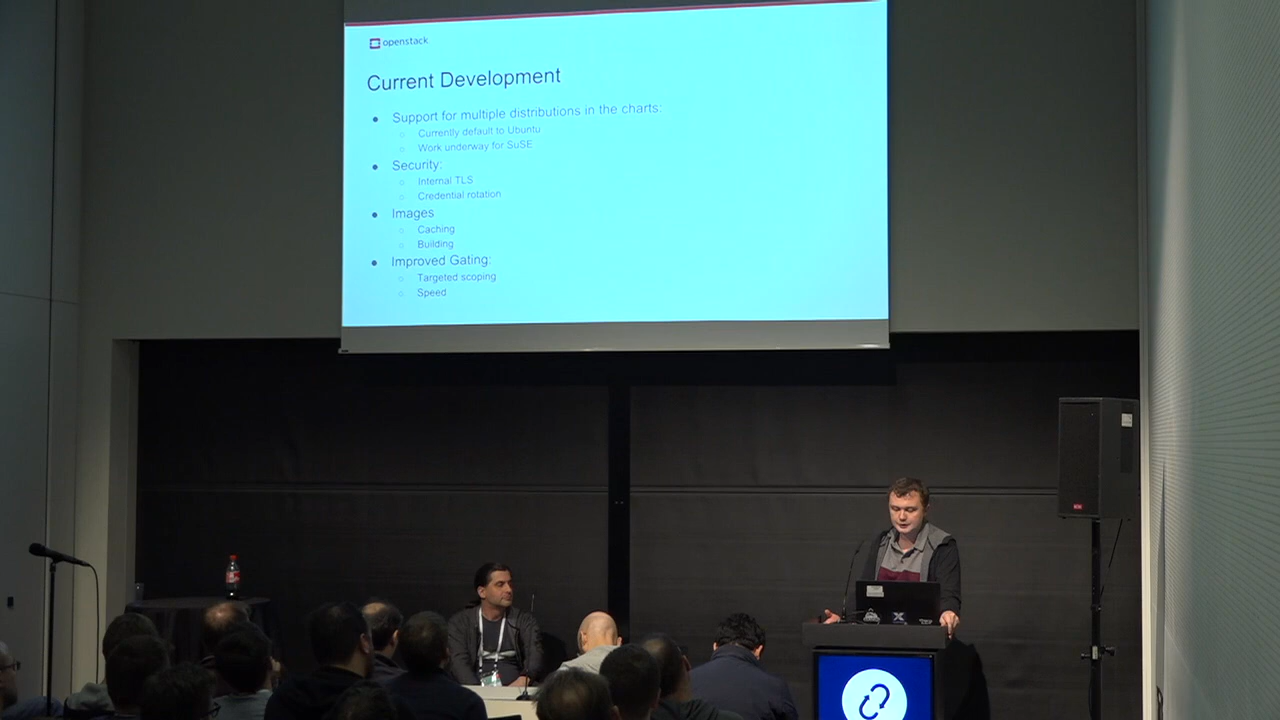 openstack
Current Development
Support for multiple distributions in the charts:
Currently default to Ubuntu
Work underway for SuSE
Security:
Internal TLS
Credential rotation
Images
Caching
Building
Improved Gating:
Targeted scoping
Speed